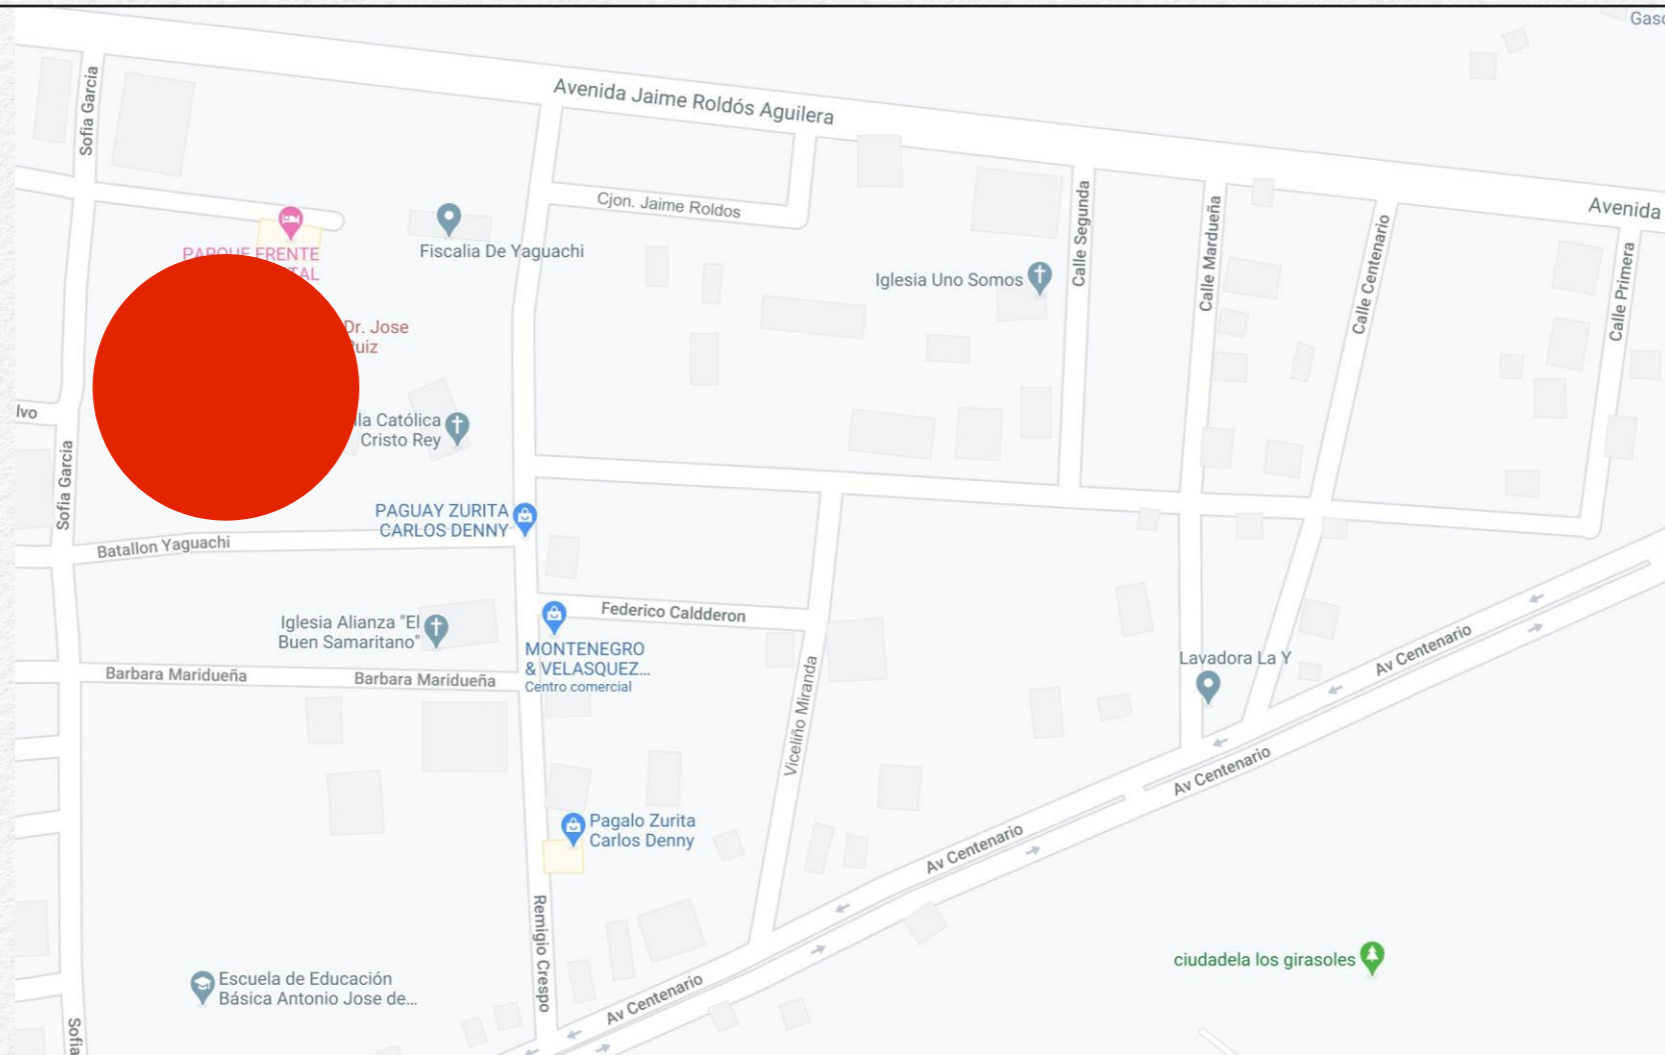 Gaso
Sofia Garcia
Avenida Jaime Roldós Aguilera
Cjon. Jaime Roldos
Calle Segunda
Calle Mardueña
Calle Centenario
Avenida
Calle Primera
PARQUE FRENTE
TAL
Fiscalia De Yaguachi
Iglesia Uno Somos
Dr. Jose
Ruiz
lvo
lla Católica
Cristo Rey
Sofia Garcia
PAGUAY ZURITA
CARLOS DENNY
Batallon Yaguachi
Iglesia Alianza "El
Buen Samaritano"
Federico Caldderon
MONTENEGRO
& VELASQUEZ...
Centro comercial
Barbara Maridueña
Barbara Maridueña
Viceliño Miranda
Lavadora La Y
Av Centenario
Av Centenario
Av Centenario
Pagalo Zurita
Carlos Denny
Remigio Crespo
Av Centenario
ciudadela los girasoles
Escuela de Educación
Básica Antonio Jose de...
Sofia